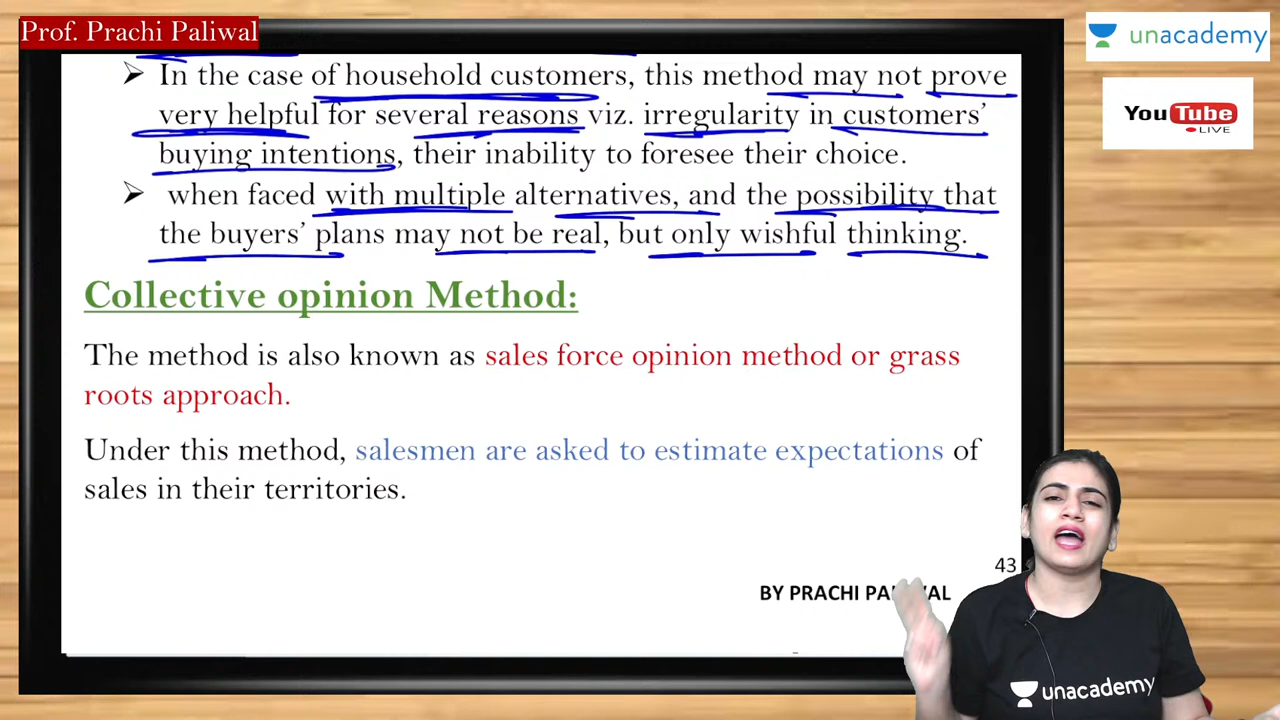 Prof. Prachi Paliwal
unacademy
YouTube
LIVE
➢ In the case of household customers, this method may not prove
very helpful for several reasons viz. irregularity in customers'
buying intentions, their inability to foresee their choice.
➢ when faced with multiple alternatives, and the possibility that
the buyers' plans may not be real, but only wishful thinking.
Collective opinion Method:
The method is also known as sales force opinion method or grass
roots approach.
Under this method, salesmen are asked to estimate expectations of
sales in their territories.
43
BY PRACHI
unacademy